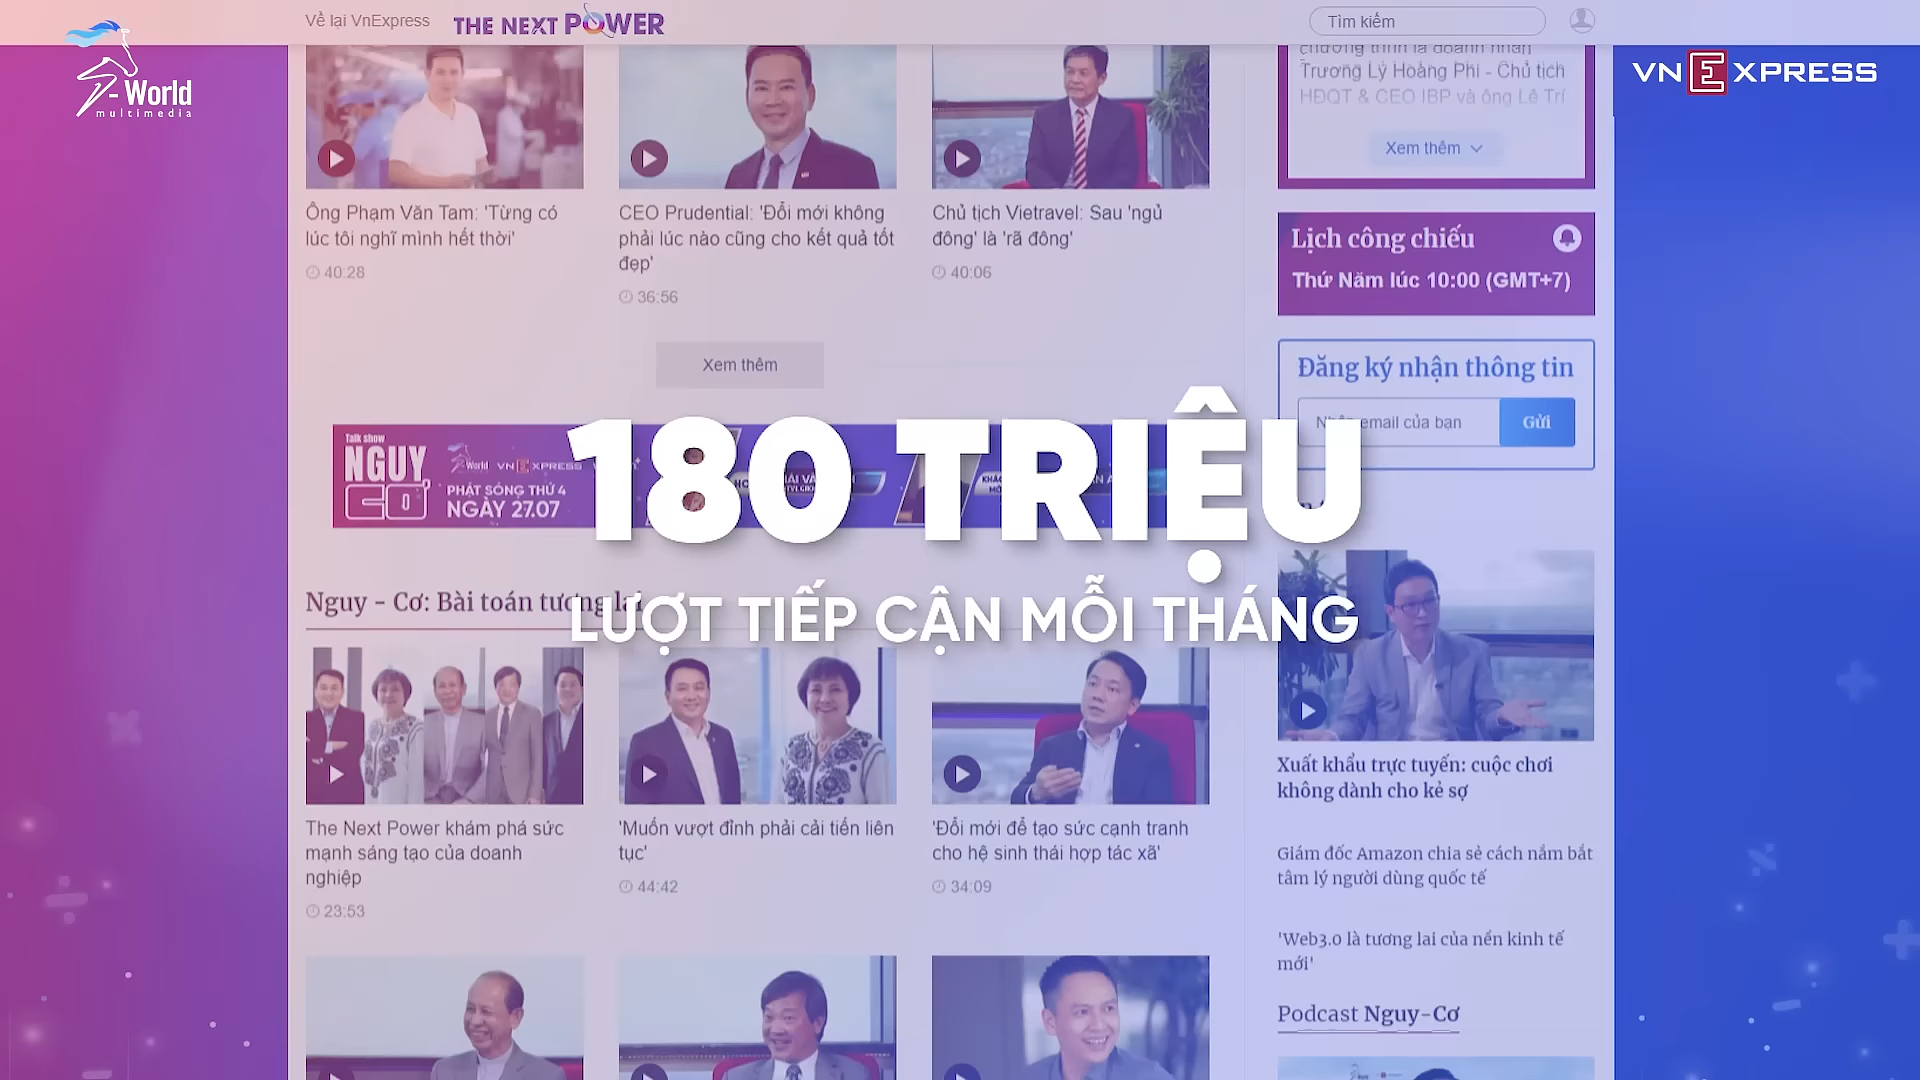 Về lại VnExpress
THE NEXT POWER
Tìm kiếm
-World
multimedia
VNEXPRESS
Trương Lý Hoàng Phi - Chủ tịch
HĐQT & CEO IBP và ông Lê Trí
Xem thêm
Ông Phạm Văn Tam: 'Từng có
lúc tôi nghĩ mình hết thời'
40:28
CEO Prudential: 'Đổi mới không
phải lúc nào cũng cho kết quả tốt
đẹp'
36:56
Chủ tịch Vietravel: Sau 'ngủ
đông' là 'rã đông'
40:06
Lịch công chiếu
Thứ Năm lúc 10:00 (GMT+7)
Xem thêm
Đăng ký nhận thông tin
email của bạn
Gửi
Talk show
NGUY
CƠ
World VNEXPRESS
PHÁT SÓNG THỨ 4
NGÀY 27.07
180 TRIỆU
LƯỢT TIẾP CẬN MỖI THÁNG
Nguy - Cơ: Bài toán tương lai
The Next Power khám phá sức
mạnh sáng tạo của doanh
nghiệp
23:53
'Muốn vượt đỉnh phải cải tiến liên
tục'
44:42
'Đổi mới để tạo sức cạnh tranh
cho hệ sinh thái hợp tác xã'
34:09
Xuất khẩu trực tuyến: cuộc chơi
không dành cho kẻ sợ
Giám đốc Amazon chia sẻ cách nắm bắt
tâm lý người dùng quốc tế
'Web3.0 là tương lai của nền kinh tế
mới'
Podcast Nguy-Cơ